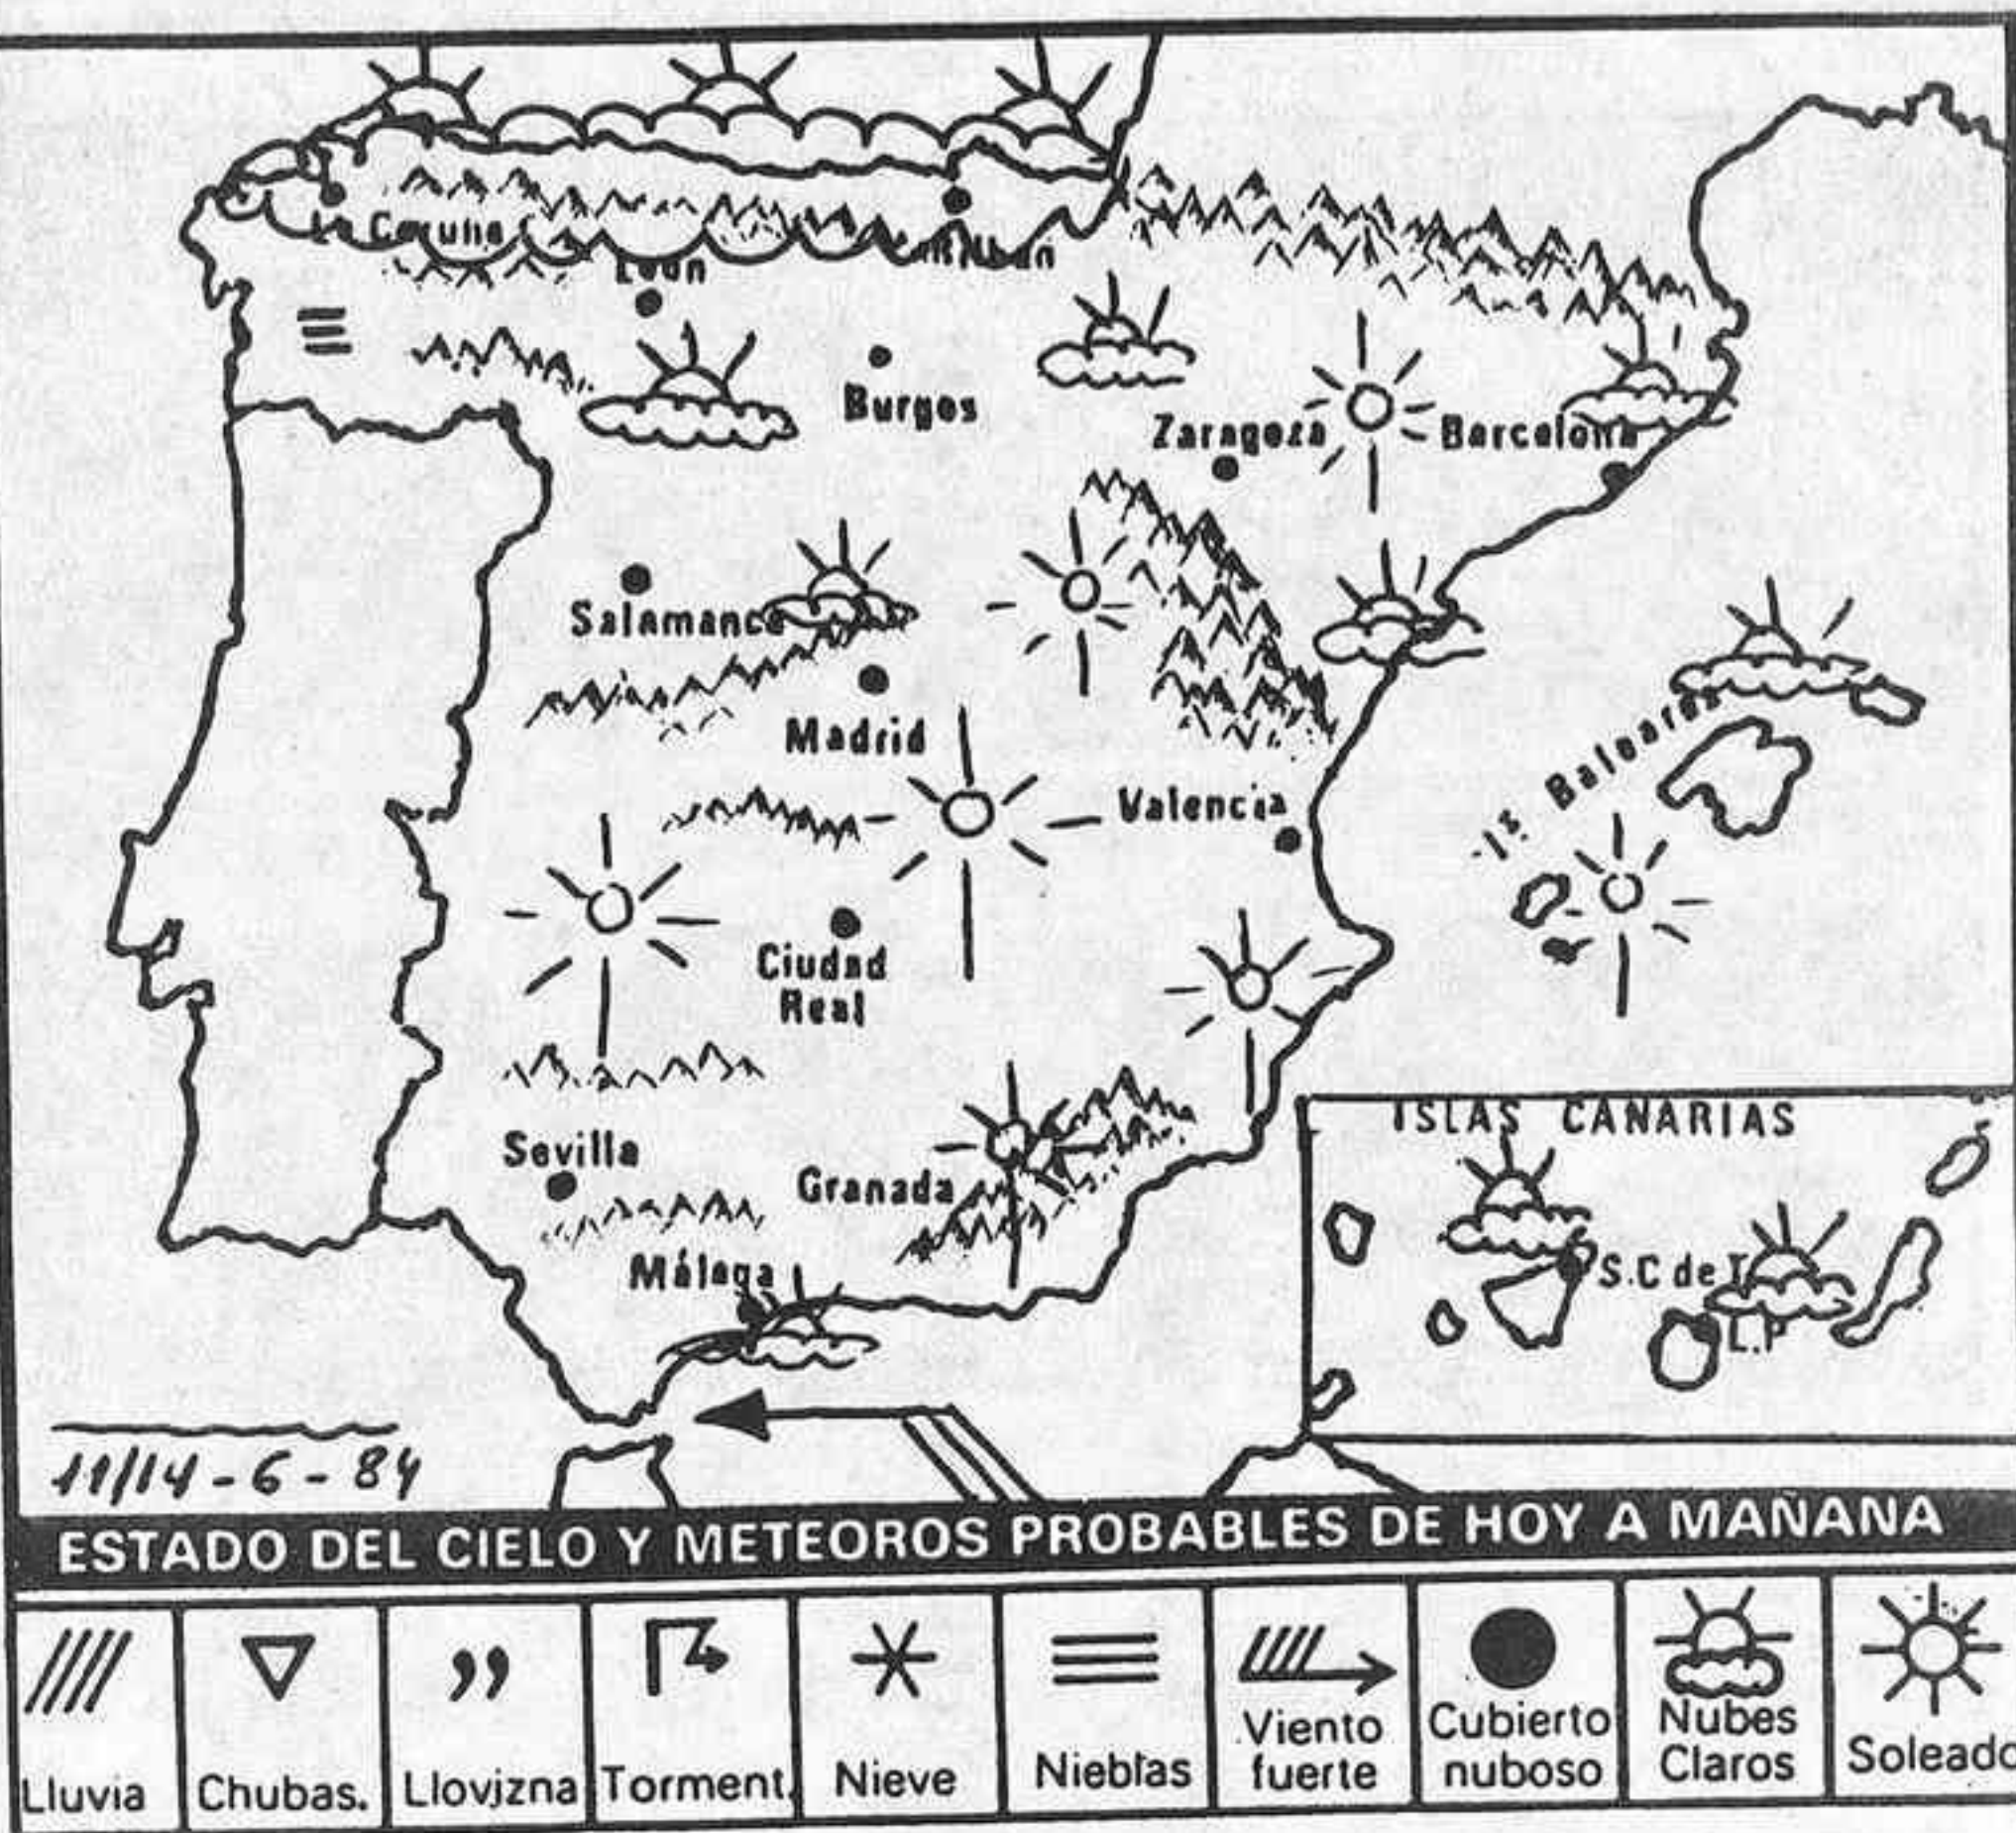 La Coruña
León
Burgos
Zaragoza
Barcelona
Salamanca
Madrid
Is. Baleares
Valencia
Ciudad
Real
Sevilla
Granada
Málaga
ISLAS CANARIAS
S.C de T
L.P
11/14-6-84
ESTADO DEL CIELO Y METEOROS PROBABLES DE HOY A MAÑANA
Lluvia
Chubas.
Llovizna
Torment.
Nieve
Nieblas
Viento
fuerte
Cubierto
nuboso
Nubes
Claros
Soleado